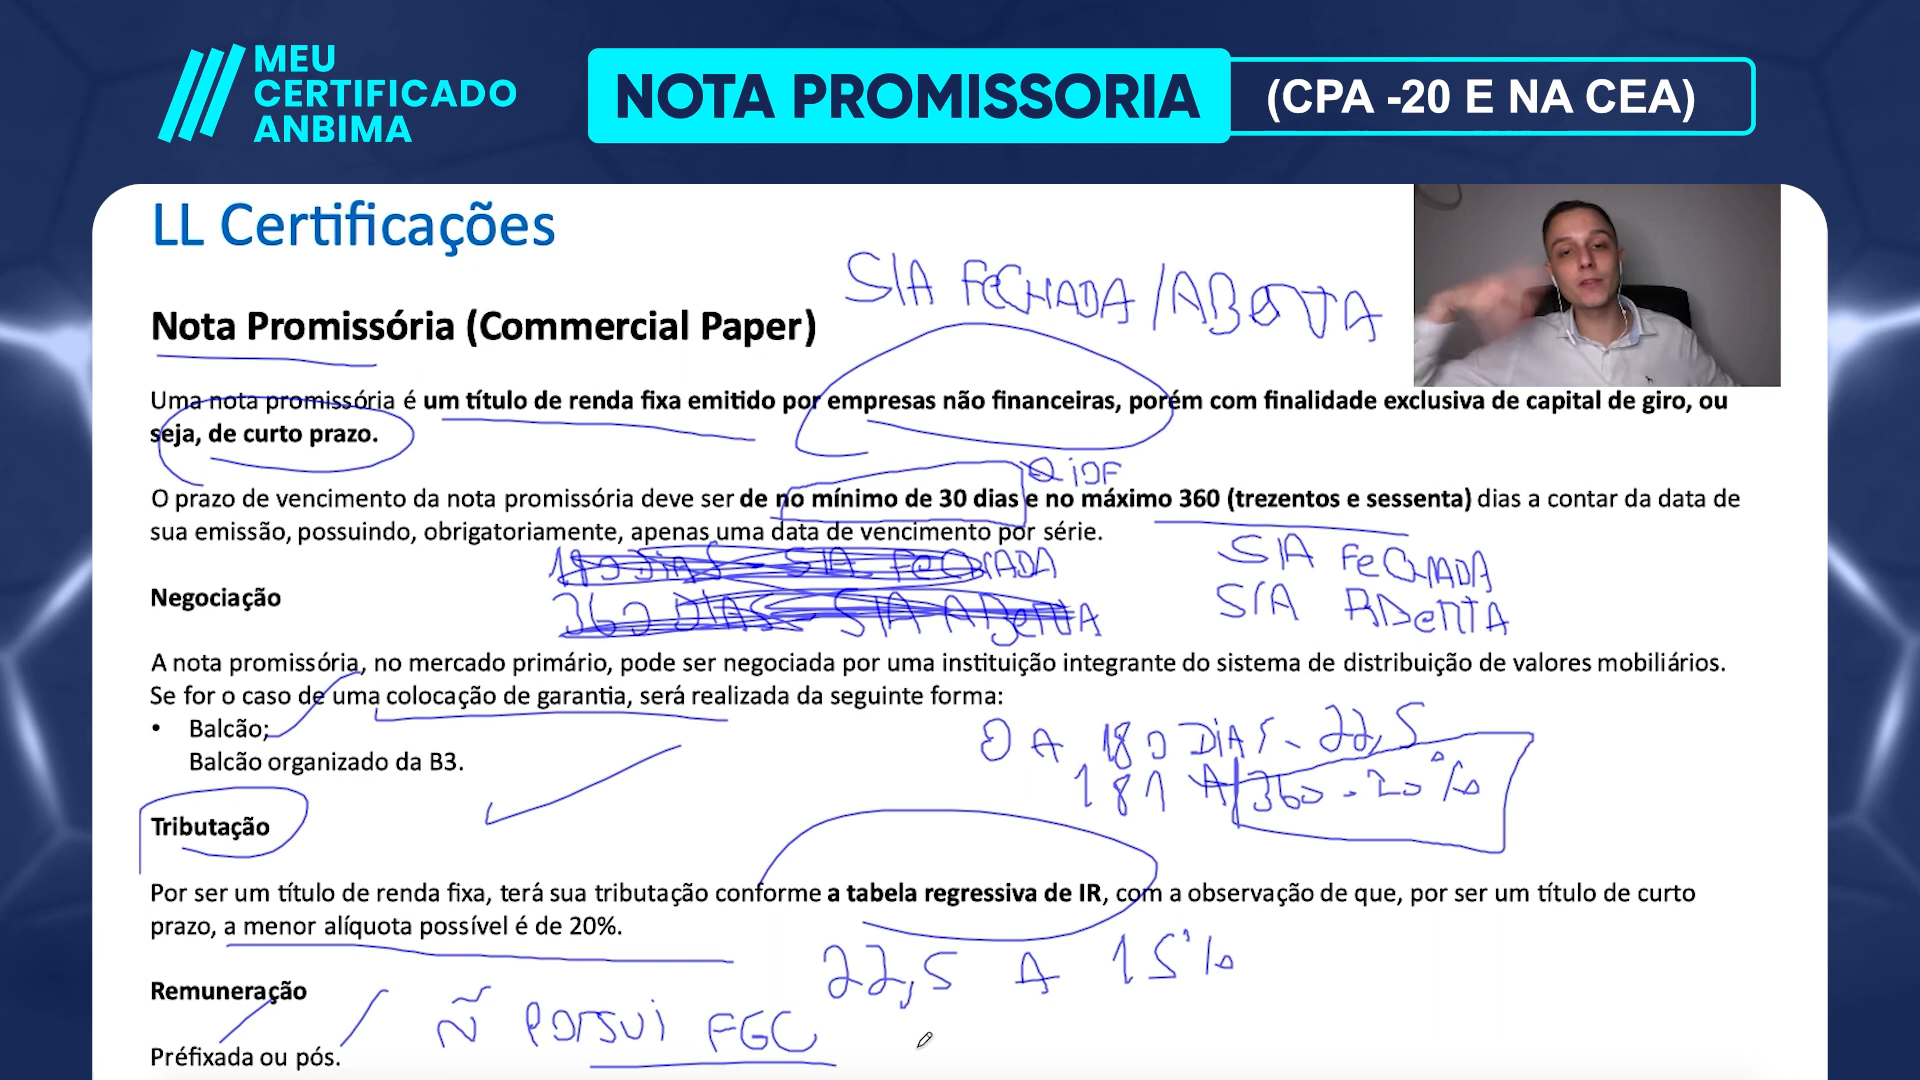 MEU
CERTIFICADO
ANBIMA
NOTA PROMISSORIA (CPA -20 E NA CEA)
LL Certificações
S/A FECHADA / ABERTA
Nota Promissória (Commercial Paper)
Uma nota promissória é um título de renda fixa emitido por empresas não financeiras, porém com finalidade exclusiva de capital de giro, ou
seja, de curto prazo.
O prazo de vencimento da nota promissória deve ser de no mínimo de 30 dias e no máximo 360 (trezentos e sessenta) dias a contar da data de
sua emissão, possuindo, obrigatoriamente, apenas uma data de vencimento por série.
180 DIAS - S/A FECHADA
S/A FECHADA
360 DIAS - S/A ABERTA
S/A ABERTA
Negociação
A nota promissória, no mercado primário, pode ser negociada por uma instituição integrante do sistema de distribuição de valores mobiliários.
Se for o caso de uma colocação de garantia, será realizada da seguinte forma:
• Balcão;
Balcão organizado da B3.
0 A 180 DIAS - 22,5
181 A 360 - 20%
Tributação
Por ser um título de renda fixa, terá sua tributação conforme a tabela regressiva de IR, com a observação de que, por ser um título de curto
prazo, a menor alíquota possível é de 20%.
22,5 A 15%
Remuneração
Ñ POSSUI FGC
Préfixada ou pós.